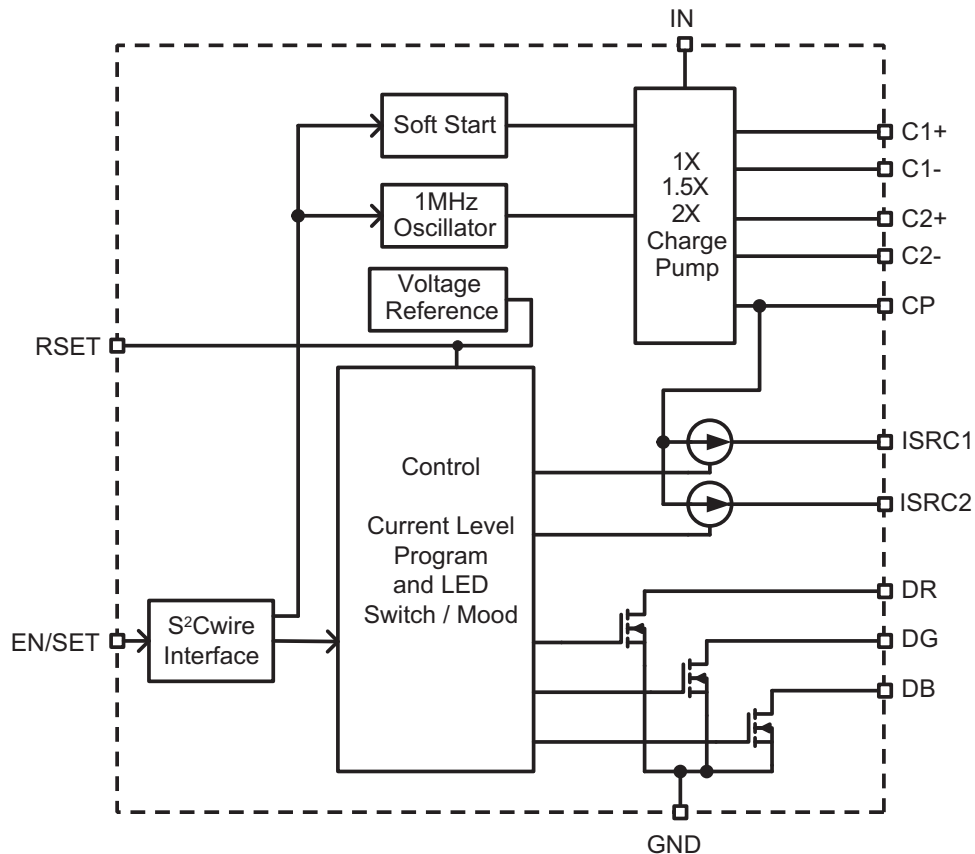 IN
Soft Start
1MHz
Oscillator
Voltage
Reference
1X
1.5X
2X
Charge
Pump
C1+
C1-
C2+
C2-
CP
RSET
Control
Current Level
Program
and LED
Switch / Mood
ISRC1
ISRC2
EN/SET
S²Cwire
Interface
DR
DG
DB
GND